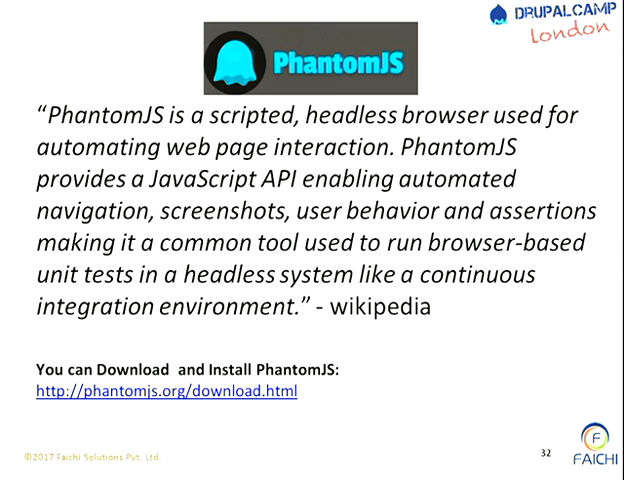 DRUPALCAMP
London
PhantomJS
“PhantomJS is a scripted, headless browser used for
automating web page interaction. PhantomJS
provides a JavaScript API enabling automated
navigation, screenshots, user behavior and assertions
making it a common tool used to run browser-based
unit tests in a headless system like a continuous
integration environment.” - wikipedia
You can Download  and Install PhantomJS:
http://phantomjs.org/download.html
©2017 Faichi Solutions Pvt. Ltd.
32
F
FAICHI